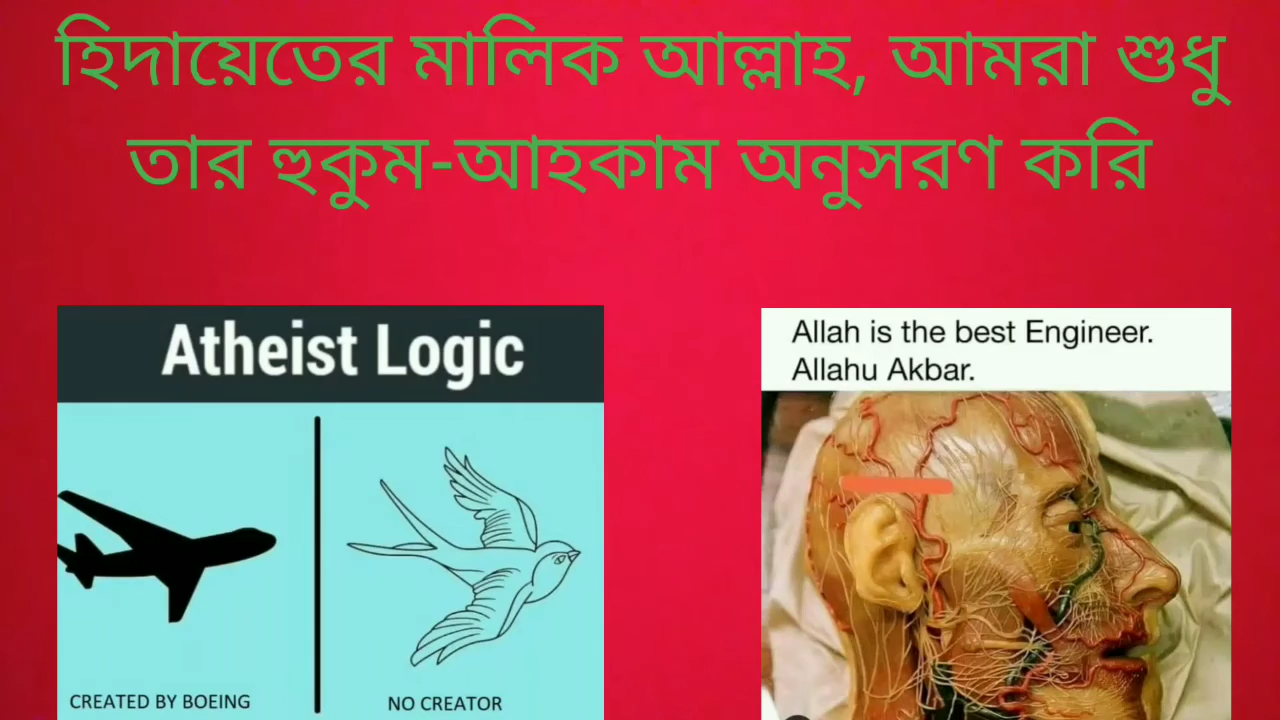 হিদায়েতের মালিক আল্লাহ, আমরা শুধু
তার হুকুম-আহকাম অনুসরণ করি
Atheist Logic
CREATED BY BOEING
NO CREATOR
Allah is the best Engineer.
Allahu Akbar.